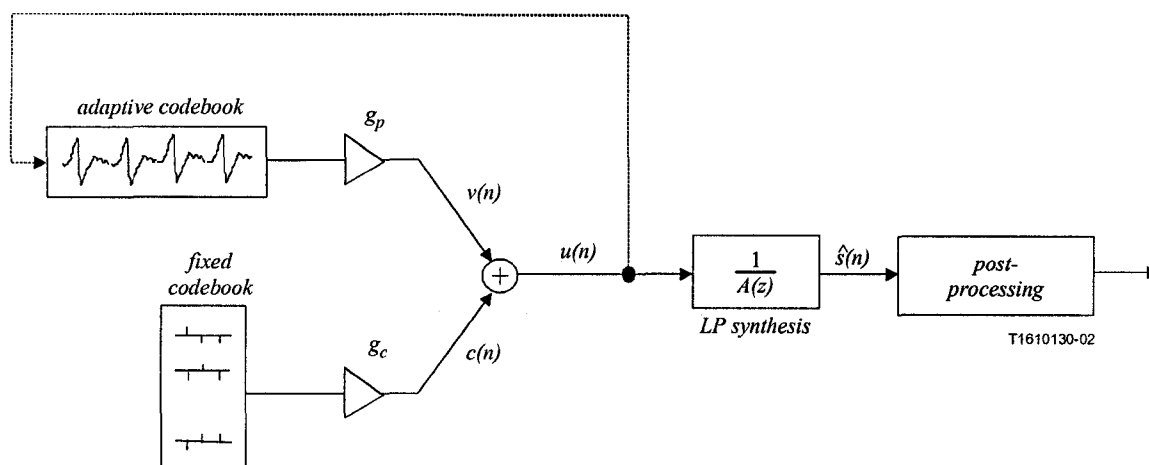 adaptive codebook
g_p
v(n)
fixed
codebook
u(n)
+
1
A(z)
LP synthesis
ŝ(n)
post-
processing
T1610130-02
g_c
c(n)